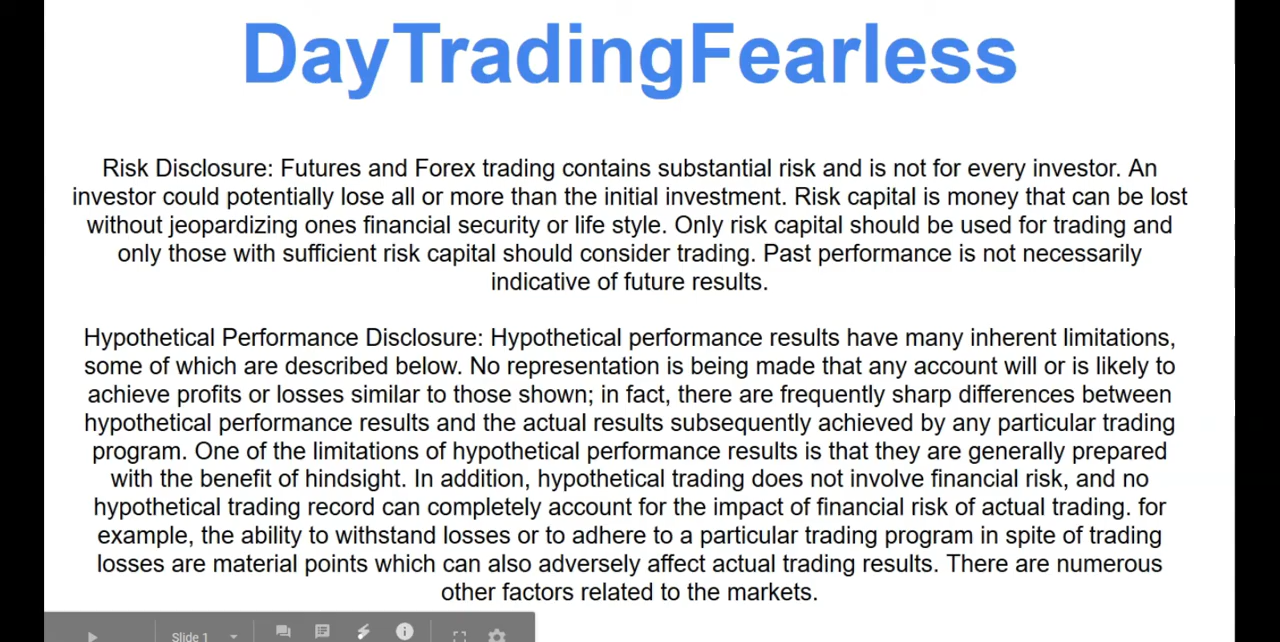 DayTradingFearless
Risk Disclosure: Futures and Forex trading contains substantial risk and is not for every investor. An
investor could potentially lose all or more than the initial investment. Risk capital is money that can be lost
without jeopardizing ones financial security or life style. Only risk capital should be used for trading and
only those with sufficient risk capital should consider trading. Past performance is not necessarily
indicative of future results.
Hypothetical Performance Disclosure: Hypothetical performance results have many inherent limitations,
some of which are described below. No representation is being made that any account will or is likely to
achieve profits or losses similar to those shown; in fact, there are frequently sharp differences between
hypothetical performance results and the actual results subsequently achieved by any particular trading
program. One of the limitations of hypothetical performance results is that they are generally prepared
with the benefit of hindsight. In addition, hypothetical trading does not involve financial risk, and no
hypothetical trading record can completely account for the impact of financial risk of actual trading. for
example, the ability to withstand losses or to adhere to a particular trading program in spite of trading
losses are material points which can also adversely affect actual trading results. There are numerous
other factors related to the markets.
Slide 1